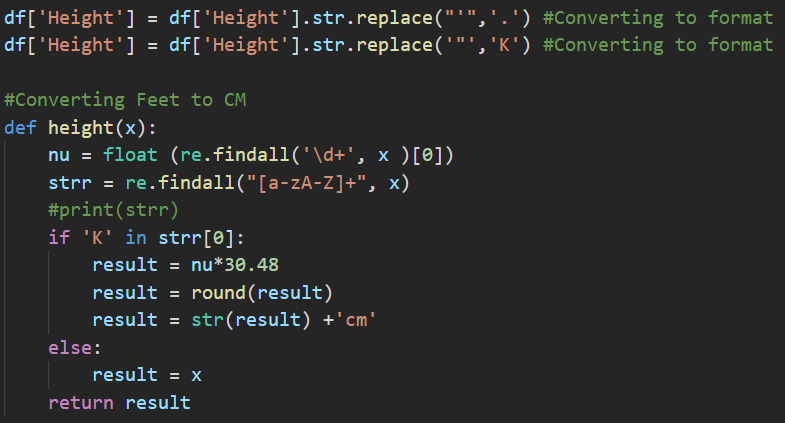 df['Height'] = df['Height'].str.replace("'",'.') #Converting to format
df['Height'] = df['Height'].str.replace('"','K') #Converting to format

#Converting Feet to CM
def height(x):
    nu = float (re.findall('\d+', x )[0])
    strr = re.findall("[a-zA-Z]+", x)
    #print(strr)
    if 'K' in strr[0]:
        result = nu*30.48
        result = round(result)
        result = str(result) +'cm'
    else:
        result = x
    return result